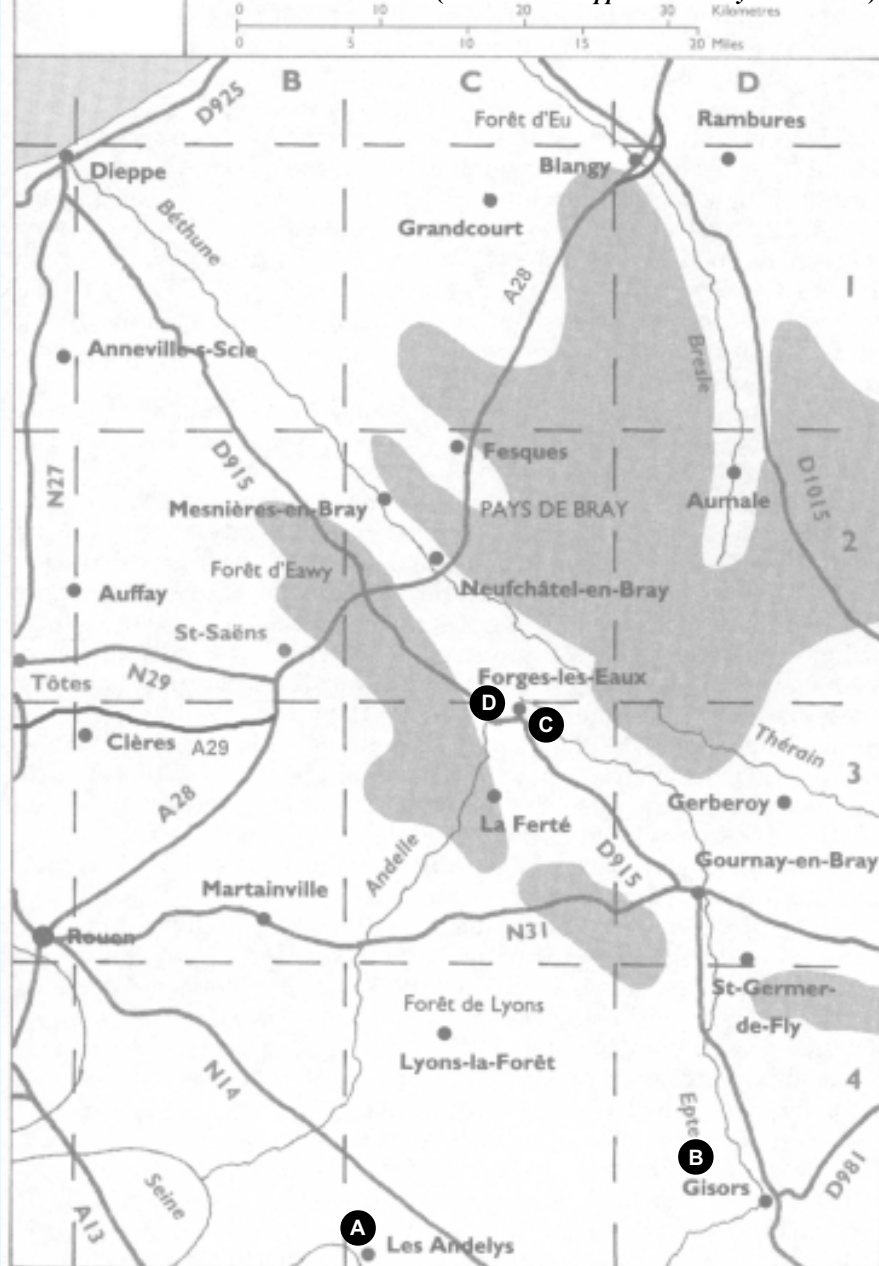 0 10 20 30 Kilometres
0 5 10 15 20 Miles
B C D
D925
Forêt d'Eu
Rambures
Blangy
Dieppe
Béthune
Grandcourt
A28
1
Anneville-s-Scie
Bresle
D915
Fesques
N27
D1015
Mesnières-en-Bray
PAYS DE BRAY
Aumale
2
Forêt d'Eawy
Auffay
Neufchâtel-en-Bray
St-Saëns
N29
Forges-les-Eaux
Tôtes
D
C
Clères
A29
Thérain
3
A28
Gerberoy
La Ferté
D915
Andelle
Gournay-en-Bray
Martainville
N31
Rouen
St-Germer-
de-Fly
Forêt de Lyons
Lyons-la-Forêt
N14
4
Epte
B
Gisors
D981
Seine
A13
A
Les Andelys